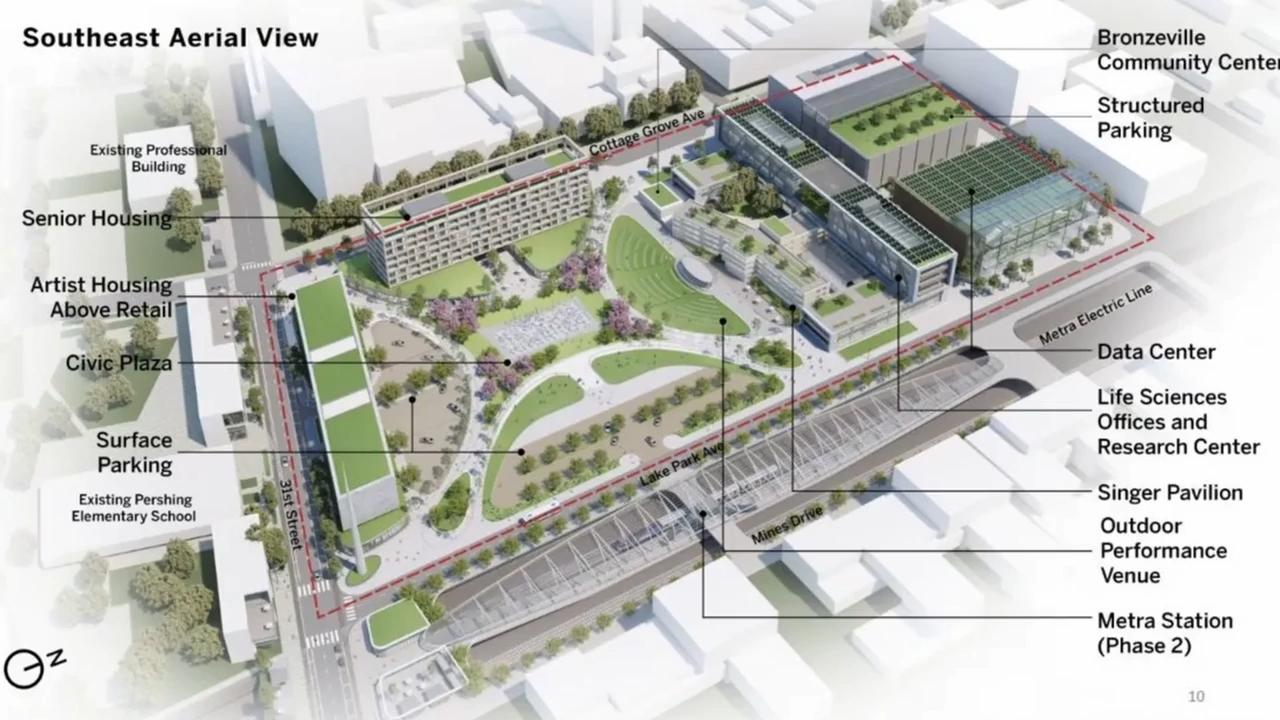 Southeast Aerial View
Bronzeville
Community Center
Structured
Parking
Cottage Grove Ave
Existing Professional
Building
Senior Housing
Artist Housing
Above Retail
Civic Plaza
Surface
Parking
Existing Pershing
Elementary School
31st Street
Lake Park Ave
Mines Drive
Metra Electric Line
Data Center
Life Sciences
Offices and
Research Center
Singer Pavilion
Outdoor
Performance
Venue
Metra Station
(Phase 2)
N
10